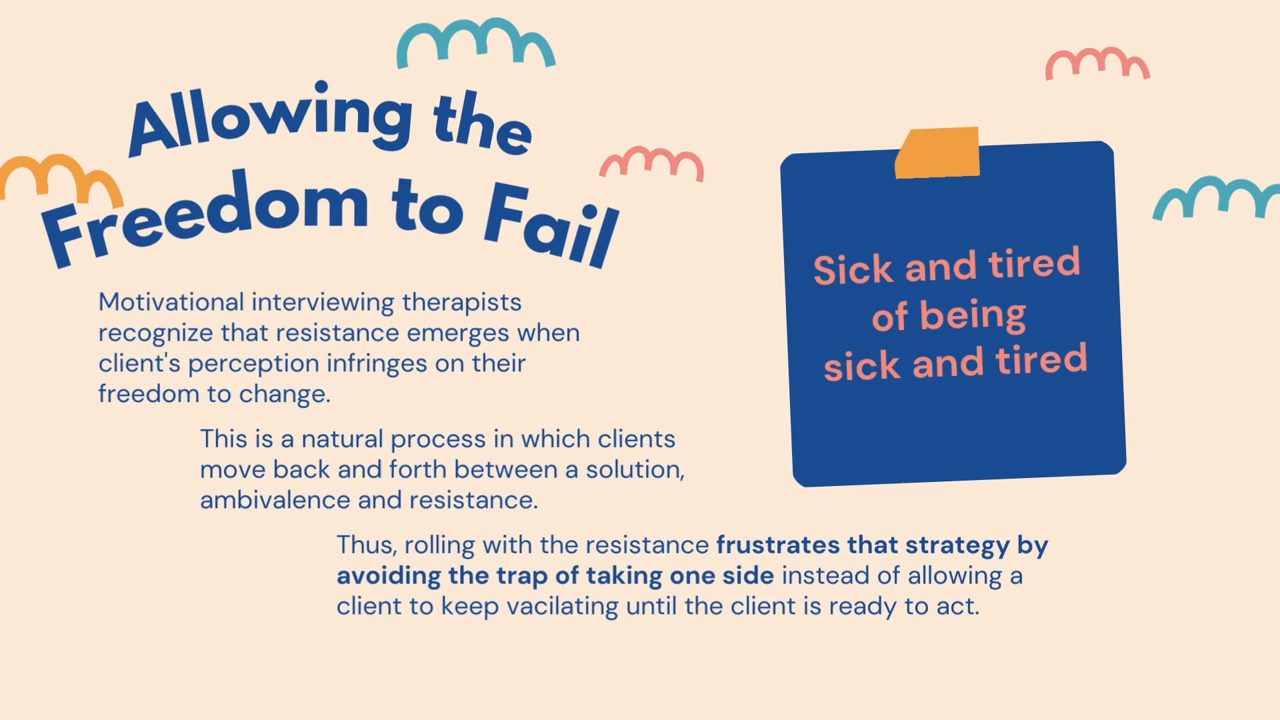 Allowing the
Freedom to Fail
Motivational interviewing therapists
recognize that resistance emerges when
client's perception infringes on their
freedom to change.
This is a natural process in which clients
move back and forth between a solution,
ambivalence and resistance.
Thus, rolling with the resistance frustrates that strategy by
avoiding the trap of taking one side instead of allowing a
client to keep vacilating until the client is ready to act.
Sick and tired
of being
sick and tired